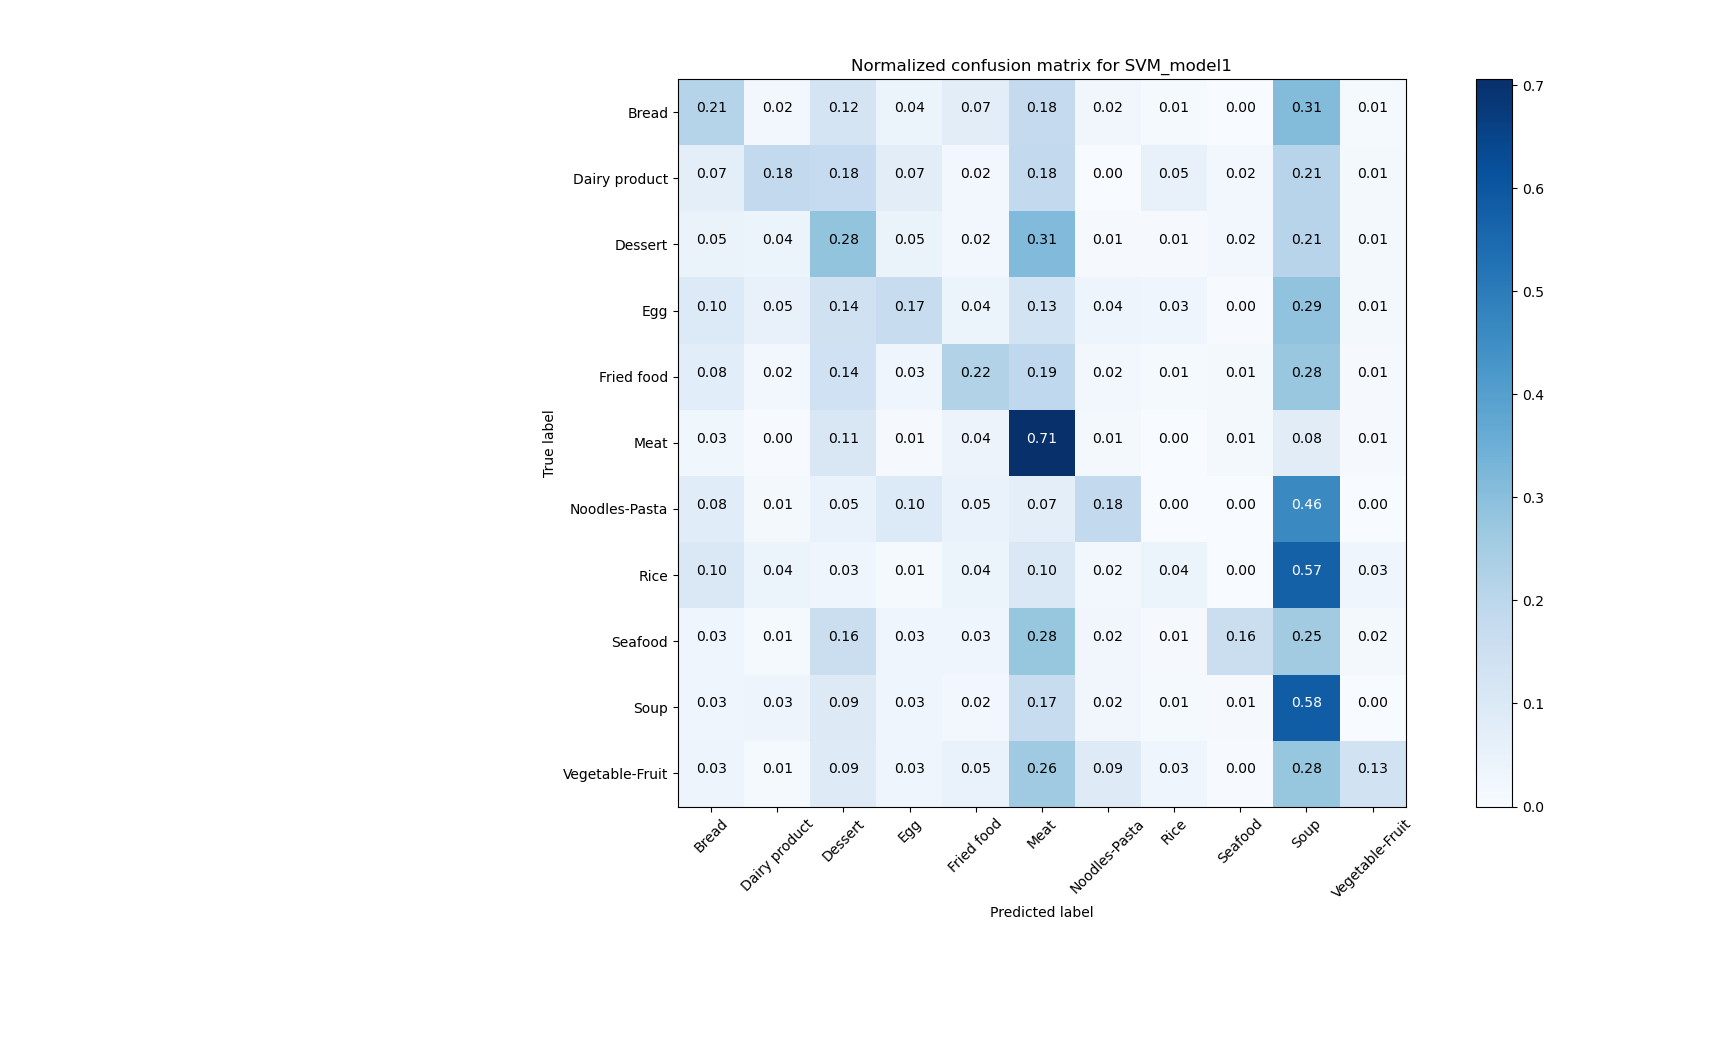 Normalized confusion matrix for SVM_model1
True label
Bread 0.21 0.02 0.12 0.04 0.07 0.18 0.02 0.01 0.00 0.31 0.01
Dairy product 0.07 0.18 0.18 0.07 0.02 0.18 0.00 0.05 0.02 0.21 0.01
Dessert 0.05 0.04 0.28 0.05 0.02 0.31 0.01 0.01 0.02 0.21 0.01
Egg 0.10 0.05 0.14 0.17 0.04 0.13 0.04 0.03 0.00 0.29 0.01
Fried food 0.08 0.02 0.14 0.03 0.22 0.19 0.02 0.01 0.01 0.28 0.01
Meat 0.03 0.00 0.11 0.01 0.04 0.71 0.01 0.00 0.01 0.08 0.01
Noodles-Pasta 0.08 0.01 0.05 0.10 0.05 0.07 0.18 0.00 0.00 0.46 0.00
Rice 0.10 0.04 0.03 0.01 0.04 0.10 0.02 0.04 0.00 0.57 0.03
Seafood 0.03 0.01 0.16 0.03 0.03 0.28 0.02 0.01 0.16 0.25 0.02
Soup 0.03 0.03 0.09 0.03 0.02 0.17 0.02 0.01 0.01 0.58 0.00
Vegetable-Fruit 0.03 0.01 0.09 0.03 0.05 0.26 0.09 0.03 0.00 0.28 0.13
Bread Dairy product Dessert Egg Fried food Meat Noodles-Pasta Rice Seafood Soup Vegetable-Fruit
Predicted label
0.7
0.6
0.5
0.4
0.3
0.2
0.1
0.0